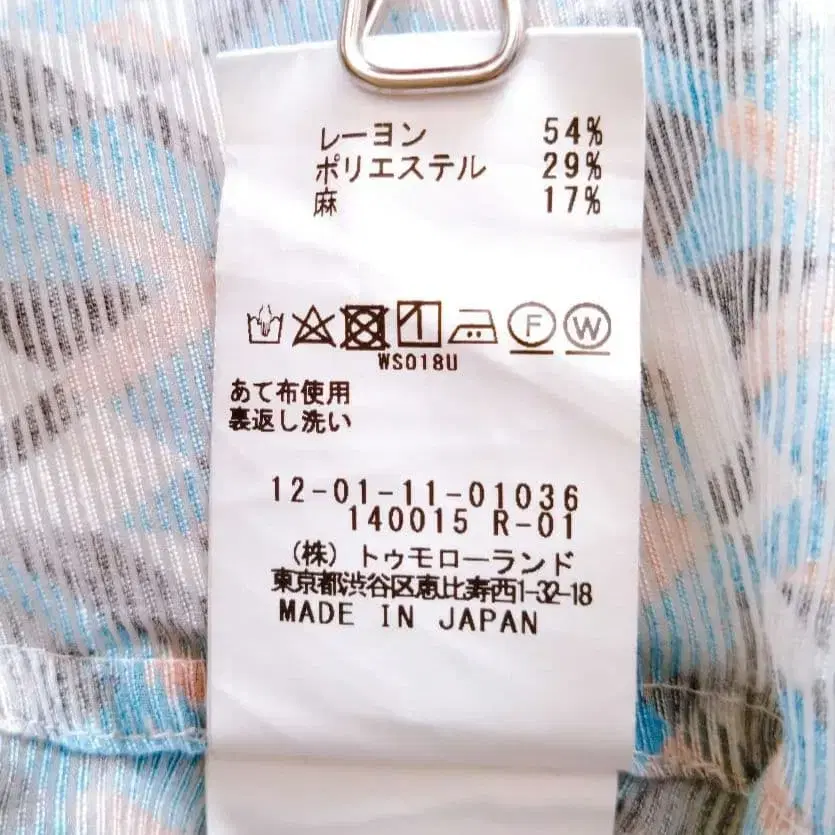 レーヨン 54%
ポリエステル 29%
麻 17%
F W
WS018U
あて布使用
裏返し洗い
12-01-11-01036
140015 R-01
(株) トゥモローランド
東京都渋谷区恵比寿西1-32-18
MADE IN JAPAN